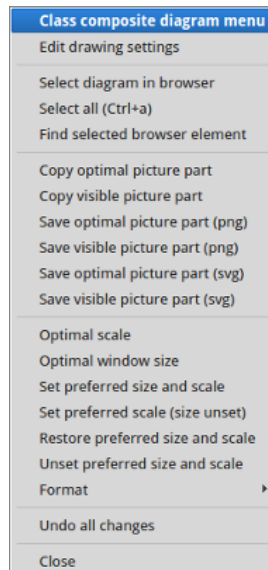 Class composite diagram menu
Edit drawing settings
Select diagram in browser
Select all (Ctrl+a)
Find selected browser element
Copy optimal picture part
Copy visible picture part
Save optimal picture part (png)
Save visible picture part (png)
Save optimal picture part (svg)
Save visible picture part (svg)
Optimal scale
Optimal window size
Set preferred size and scale
Set preferred scale (size unset)
Restore preferred size and scale
Unset preferred size and scale
Format
Undo all changes
Close